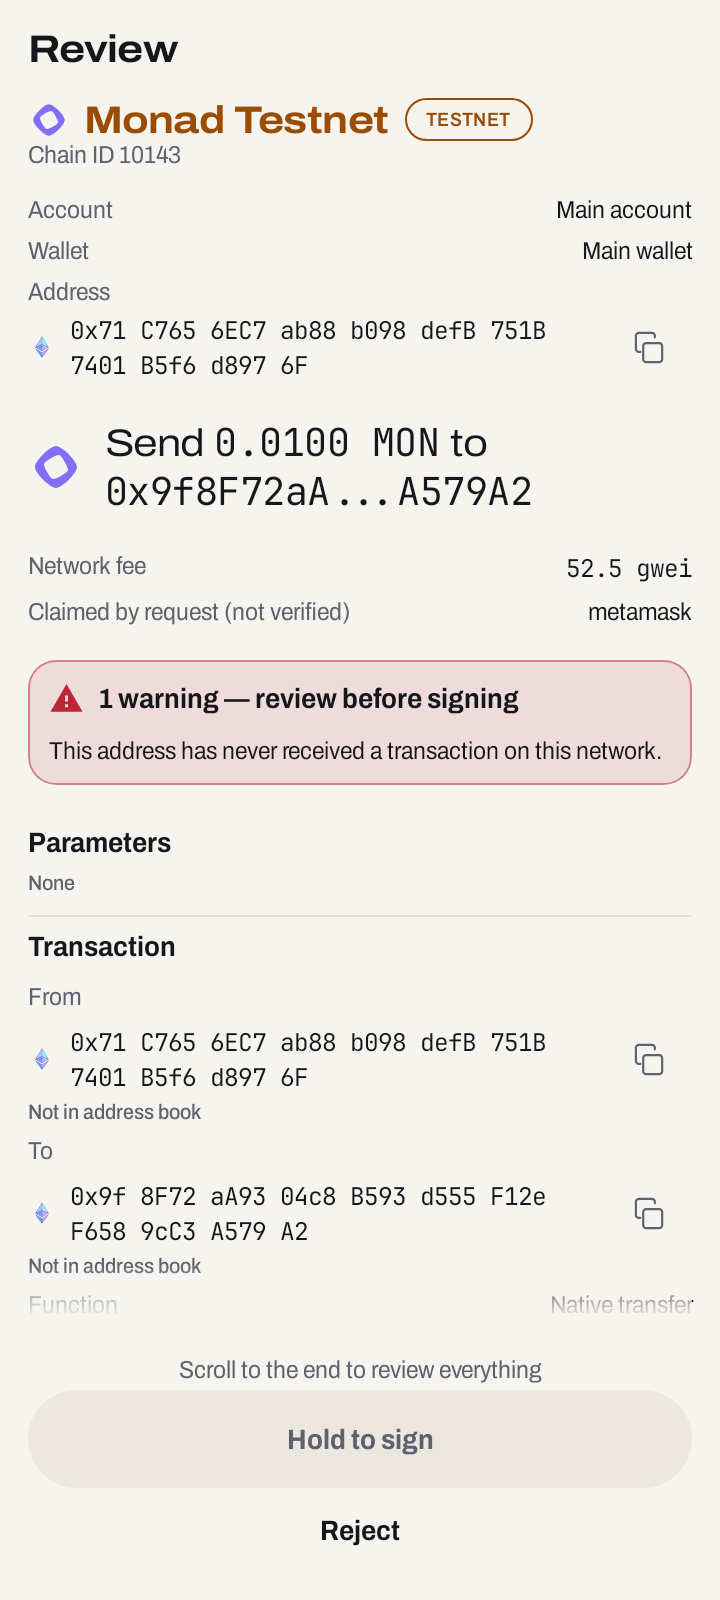 Review
Monad Testnet TESTNET
Chain ID 10143
Account Main account
Wallet Main wallet
Address
0x71 C765 6EC7 ab88 b098 defB 751B
7401 B5f6 d897 6F
Send 0.0100 MON to
0x9f8F72aA...A579A2
Network fee 52.5 gwei
Claimed by request (not verified) metamask
1 warning — review before signing
This address has never received a transaction on this network.
Parameters
None
Transaction
From
0x71 C765 6EC7 ab88 b098 defB 751B
7401 B5f6 d897 6F
Not in address book
To
0x9f 8F72 aA93 04c8 B593 d555 F12e
F658 9cC3 A579 A2
Not in address book
Function Native transfer
Scroll to the end to review everything
Hold to sign
Reject